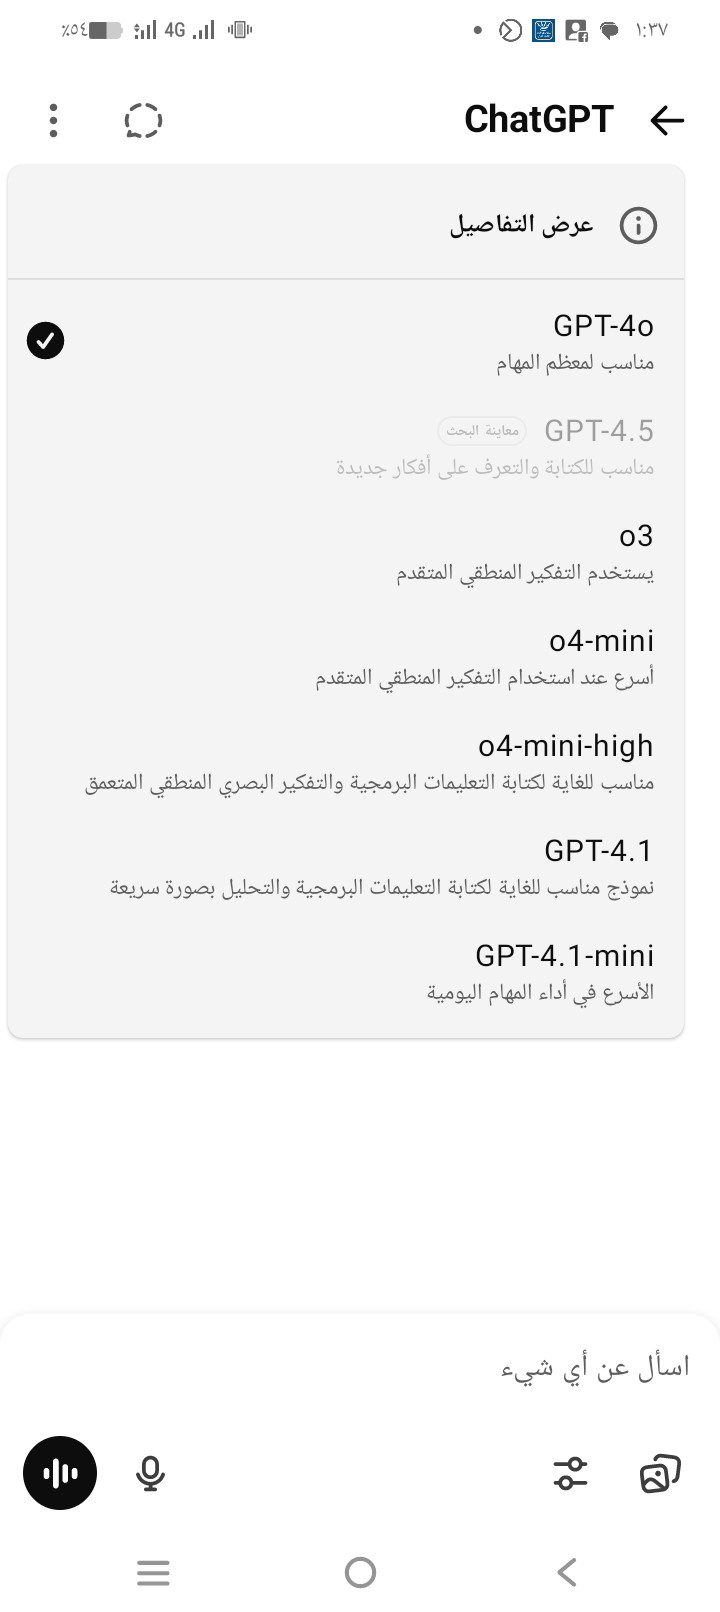 ١:٣٧
4G
٪٥٤
ChatGPT
عرض التفاصيل
GPT-4o
مناسب لمعظم المهام
GPT-4.5 معاينة البحث
مناسب للكتابة والتعرف على أفكار جديدة
o3
يستخدم التفكير المنطقي المتقدم
o4-mini
أسرع عند استخدام التفكير المنطقي المتقدم
o4-mini-high
مناسب للغاية لكتابة التعليمات البرمجية والتفكير البصري المنطقي المتعمق
GPT-4.1
نموذج مناسب للغاية لكتابة التعليمات البرمجية والتحليل بصورة سريعة
GPT-4.1-mini
الأسرع في أداء المهام اليومية
اسأل عن أي شيء